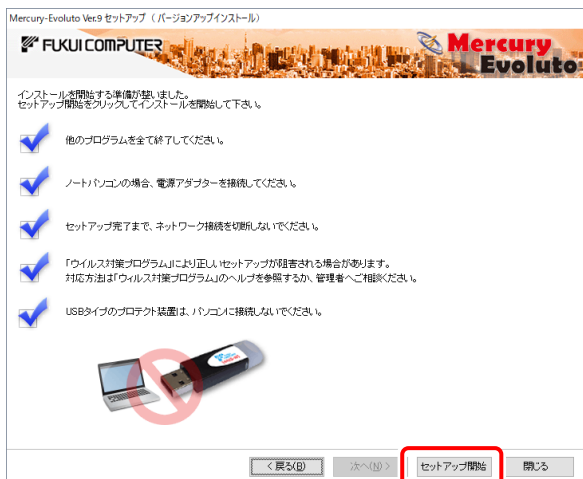 Mercury-Evoluto Ver.9 セットアップ （バージョンアップインストール）
FUKUI COMPUTER
Mercury
Evoluto
インストールを開始する準備が整いました。
セットアップ開始をクリックしてインストールを開始して下さい。
他のプログラムを全て終了してください。
ノートパソコンの場合、電源アダプターを接続してください。
セットアップ完了まで、ネットワーク接続を切断しないでください。
「ウイルス対策プログラム」により正しいセットアップが阻害される場合があります。
対応方法は「ウィルス対策プログラム」のヘルプを参照するか、管理者へご相談ください。
USBタイプのプロテクト装置は、パソコンに接続しないでください。
< 戻る(B)
次へ(N) >
セットアップ開始
閉じる